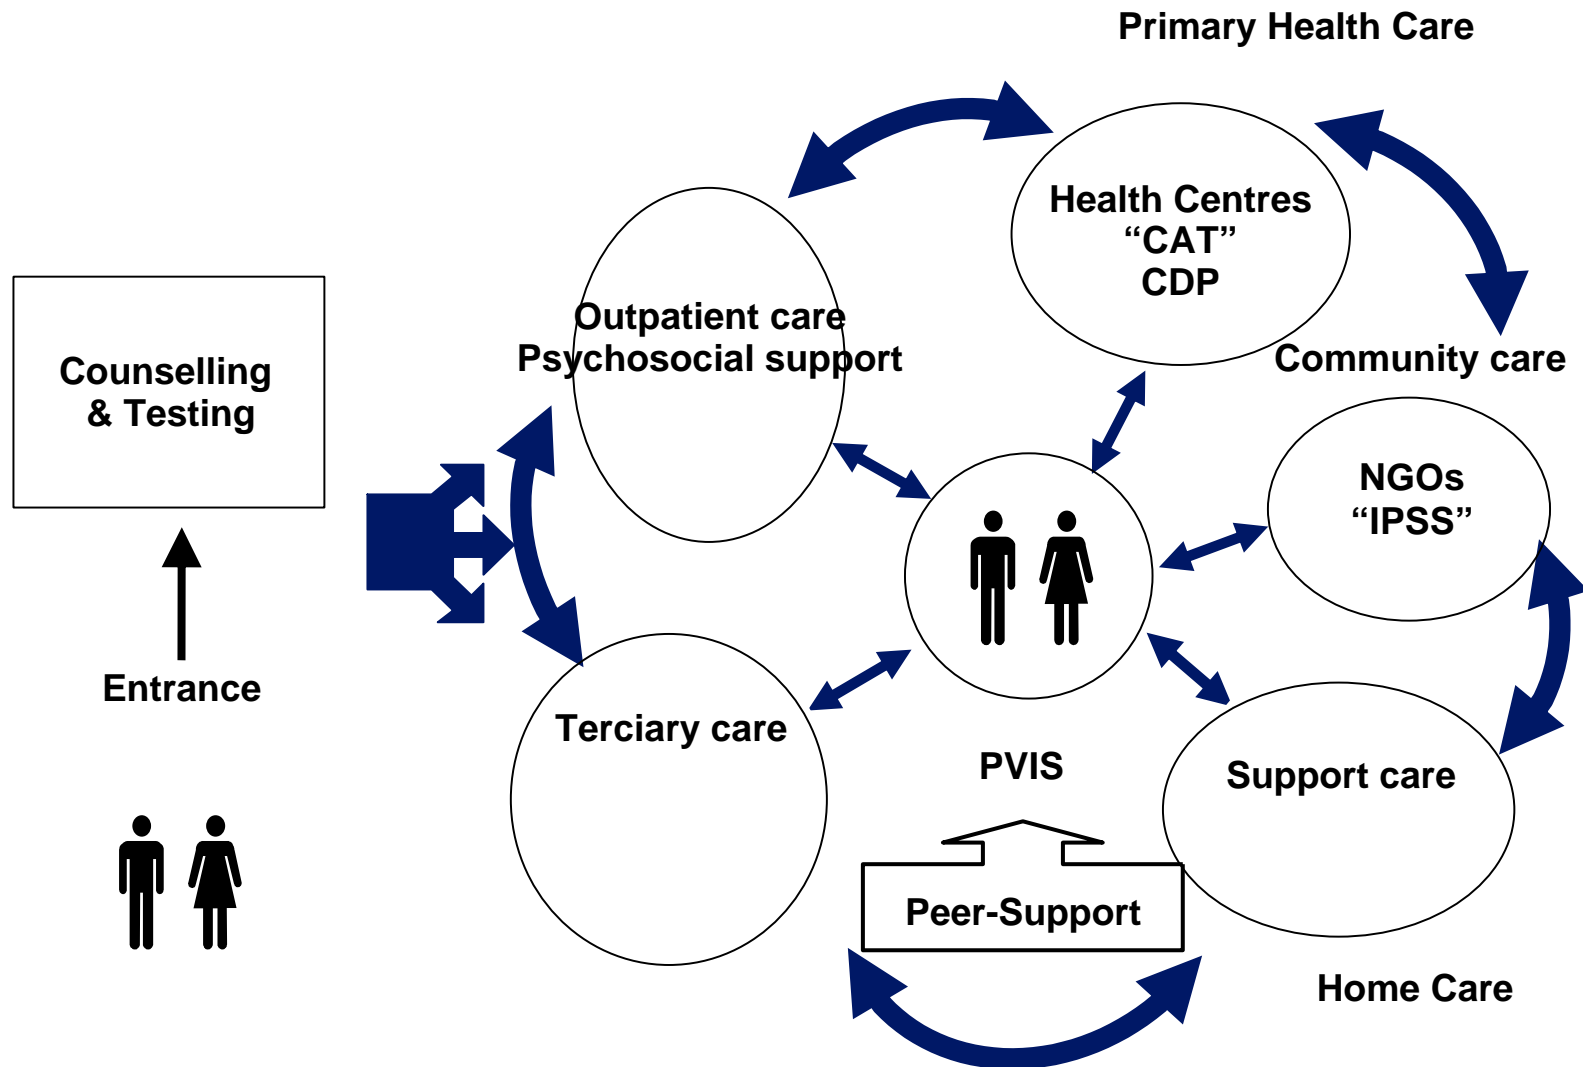 Primary Health Care
Health Centres
“CAT”
CDP
Outpatient care
Psychosocial support
Counselling
& Testing
Community care
NGOs
“IPSS”
Entrance
Terciary care
PVIS
Support care
Peer-Support
Home Care